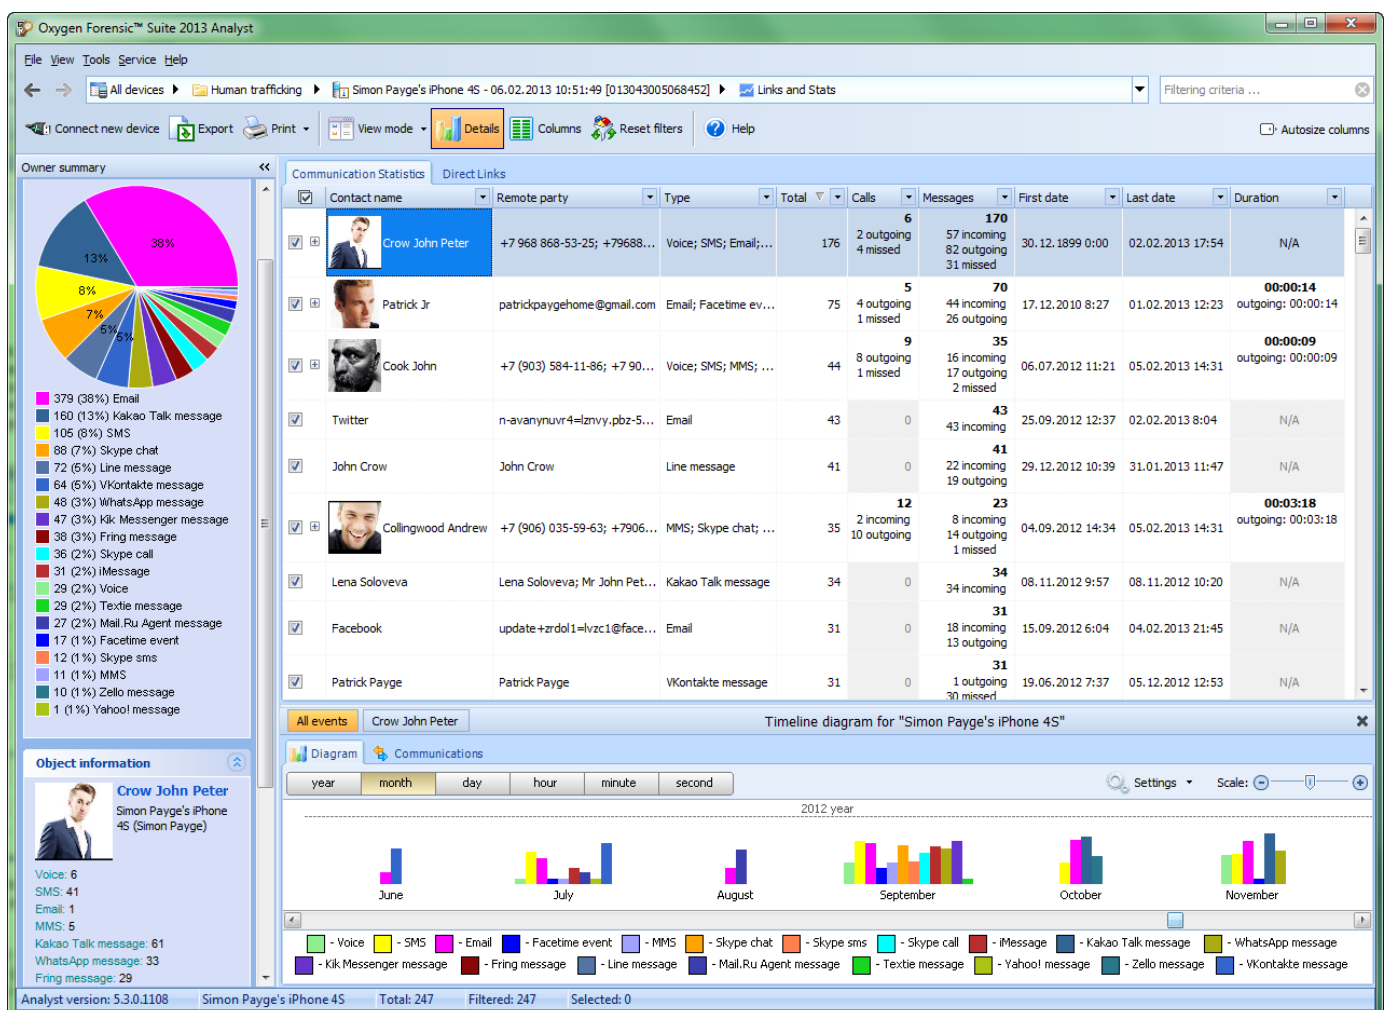 Oxygen Forensic™ Suite 2013 Analyst
File View Tools Service Help
All devices Human trafficking Simon Payge's iPhone 4S - 06.02.2013 10:51:49 [013043005068452] Links and Stats Filtering criteria ...
Connect new device Export Print View mode Details Columns Reset filters Help Autosize columns
Owner summary
38%
13%
8%
7%
5%
5%
379 (38%) Email
160 (13%) Kakao Talk message
105 (8%) SMS
88 (7%) Skype chat
72 (6%) Line message
64 (5%) VKontakte message
48 (3%) WhatsApp message
47 (3%) Kik Messenger message
38 (3%) Fring message
36 (2%) Skype call
31 (2%) iMessage
29 (2%) Voice
29 (2%) Textie message
27 (2%) Mail.Ru Agent message
17 (1%) Facetime event
12 (1%) Skype sms
11 (1%) MMS
10 (1%) Zello message
1 (1%) Yahoo! message
Object information
Crow John Peter
Simon Payge's iPhone
4S (Simon Payge)
Voice: 6
SMS: 41
Email: 1
MMS: 5
Kakao Talk message: 61
WhatsApp message: 33
Fring message: 29
Communication Statistics Direct Links
Contact name Remote party Type Total Calls Messages First date Last date Duration
6 170
2 outgoing 57 incoming
Crow John Peter +7 968 868-53-25; +79688... Voice; SMS; Email;... 176 4 missed 82 outgoing 30.12.1899 0:00 02.02.2013 17:54 N/A
31 missed
5 70 00:00:14
Patrick Jr patrickpaygehome@gmail.com Email; Facetime ev... 75 4 outgoing 44 incoming 17.12.2010 8:27 01.02.2013 12:23 outgoing: 00:00:14
1 missed 26 outgoing
9 35 00:00:09
8 outgoing 16 incoming outgoing: 00:00:09
Cook John +7 (903) 584-11-86; +7 90... Voice; SMS; MMS; ... 44 1 missed 17 outgoing 06.07.2012 11:21 05.02.2013 14:31
2 missed
43
Twitter n-avanynuvr4=lznvy.pbz-5... Email 43 0 43 incoming 25.09.2012 12:37 02.02.2013 8:04 N/A
41
John Crow John Crow Line message 41 0 22 incoming 29.12.2012 10:39 31.01.2013 11:47 N/A
19 outgoing
12 23 00:03:18
2 incoming 8 incoming outgoing: 00:03:18
Collingwood Andrew +7 (906) 035-59-63; +7906... MMS; Skype chat; ... 35 10 outgoing 14 outgoing 04.09.2012 14:34 05.02.2013 14:31
1 missed
34
Lena Soloveva Lena Soloveva; Mr John Pet... Kakao Talk message 34 0 34 incoming 08.11.2012 9:57 08.11.2012 10:20 N/A
31
Facebook update+zrdol1=lvzc1@face... Email 31 0 18 incoming 15.09.2012 6:04 04.02.2013 21:45 N/A
13 outgoing
31
Patrick Payge Patrick Payge VKontakte message 31 0 1 outgoing 19.06.2012 7:37 05.12.2012 12:53 N/A
30 missed
All events Crow John Peter Timeline diagram for "Simon Payge's iPhone 4S"
Diagram Communications
year month day hour minute second Settings Scale:
2012 year
June July August September October November
- Voice - SMS - Email - Facetime event - MMS - Skype chat - Skype sms - Skype call - iMessage - Kakao Talk message - WhatsApp message
- Kik Messenger message - Fring message - Line message - Mail.Ru Agent message - Textie message - Yahoo! message - Zello message - VKontakte message
Analyst version: 5.3.0.1108 Simon Payge's iPhone 4S Total: 247 Filtered: 247 Selected: 0